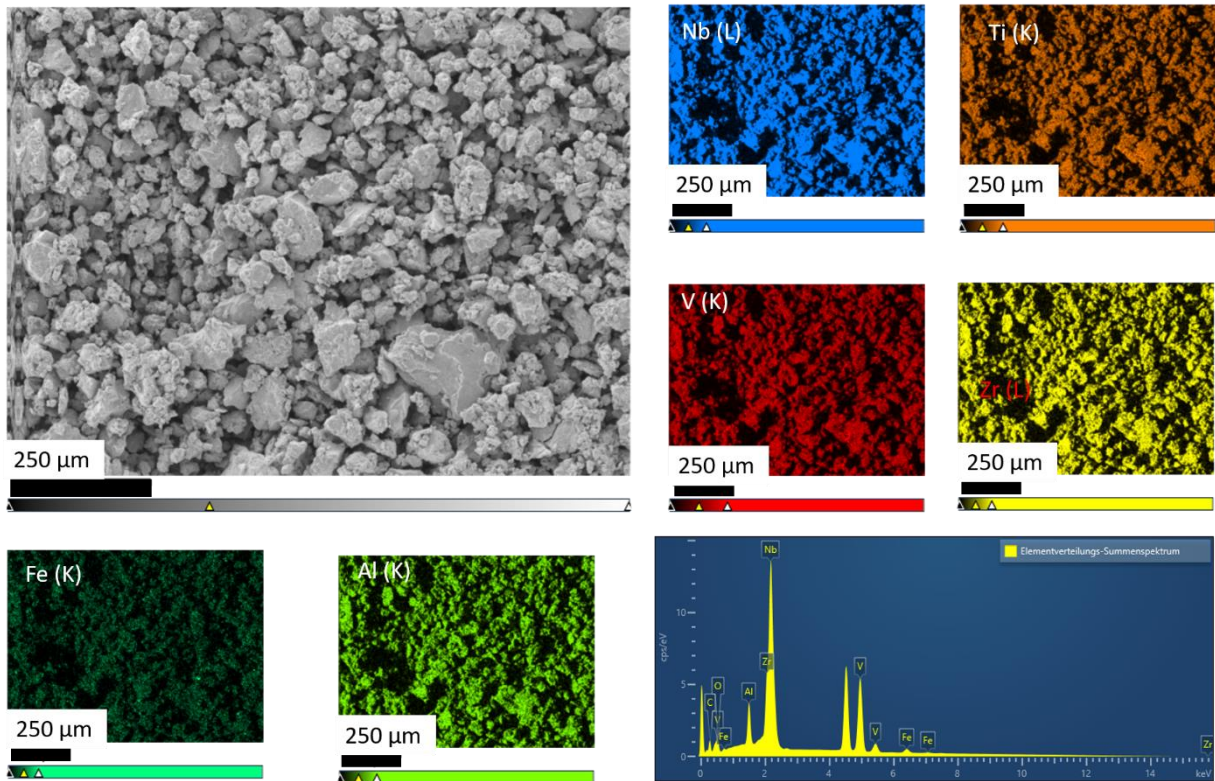 Nb (L)
Ti (K)
250 µm
250 µm
250 µm
V (K)
Zr (L)
250 µm
250 µm
Fe (K)
Al (K)
250 µm
250 µm
Elementverteilungs-Summenspektrum
cps/eV
10
5
0
Nb
Zr
Al
O
C
V
Fe
V
V
Fe
Fe
Zr
0
2
4
6
8
10
12
14
keV